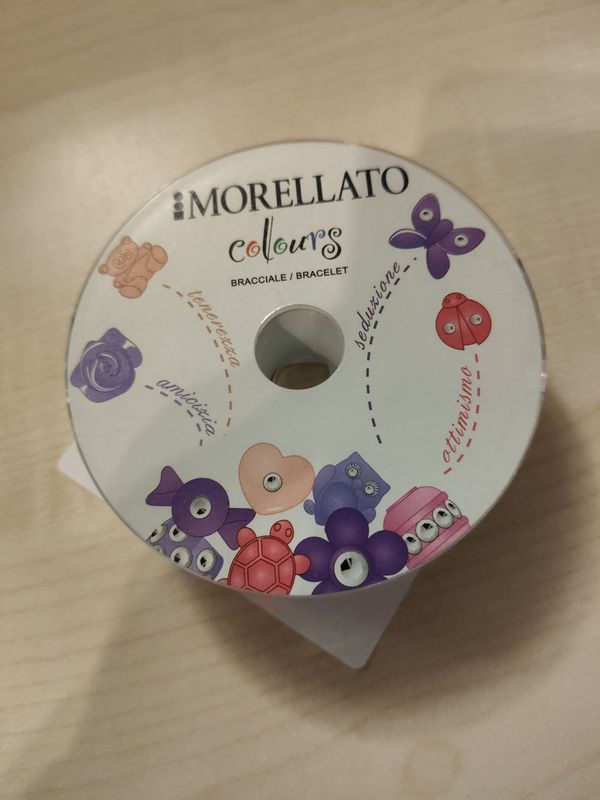 MORELLATO
colours
BRACCIALE / BRACELET
tenerezza
amicizia
seduzione
ottimismo